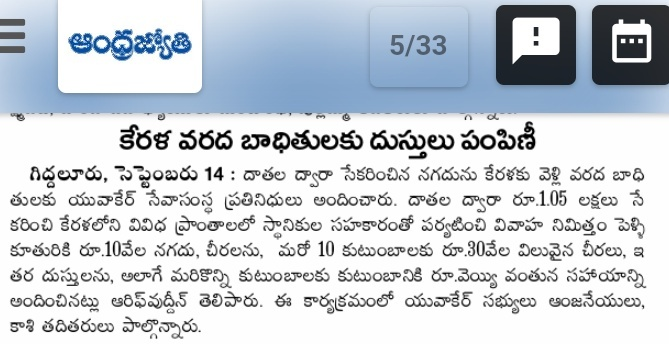 ఆంధ్రజ్యోతి
5/33
కేరళ వరద బాధితులకు దుస్తులు పంపిణీ
గిద్దలూరు, సెప్టెంబరు 14 : దాతల ద్వారా సేకరించిన నగదును కేరళకు వెళ్లి వరద బాధి
తులకు యువాకేర్ సేవాసంస్థ ప్రతినిధులు అందించారు. దాతల ద్వారా రూ.1.05 లక్షలు సే
కరించి కేరళలోని వివిధ ప్రాంతాలలో స్థానికుల సహకారంతో పర్యటించి వివాహ నిమిత్తం పెళ్ళి
కూతురికి రూ.10వేల నగదు, చీరలను, మరో 10 కుటుంబాలకు రూ.30వేల విలువైన చీరలు, ఇ
తర దుస్తులను, అలాగే మరికొన్ని కుటుంబాలకు కుటుంబానికి రూ.వెయ్యి వంతున సహాయాన్ని
అందించినట్లు ఆరిఫ్‌వుద్దీన్ తెలిపారు. ఈ కార్యక్రమంలో యువాకేర్ సభ్యులు ఆంజనేయులు,
కాశి తదితరులు పాల్గొన్నారు.